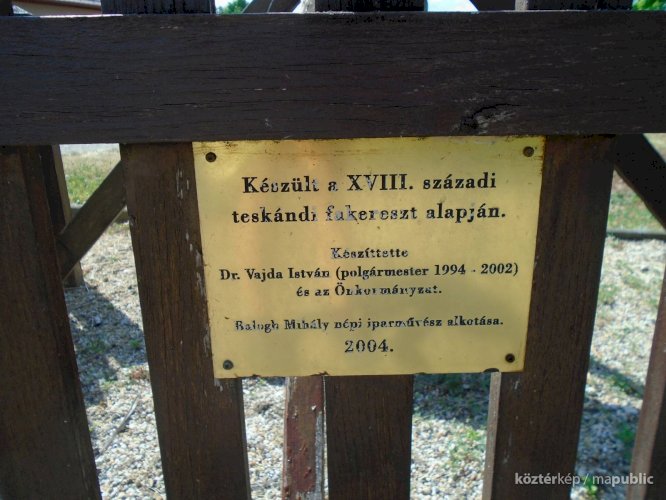 Készült a XVIII. századi
teskándi fakereszt alapján.
Készíttette
Dr. Vajda István (polgármester 1994 - 2002)
és az Önkormányzat.
Balogh Mihály népi iparművész alkotása.
2004.
köztérkép / mapublic